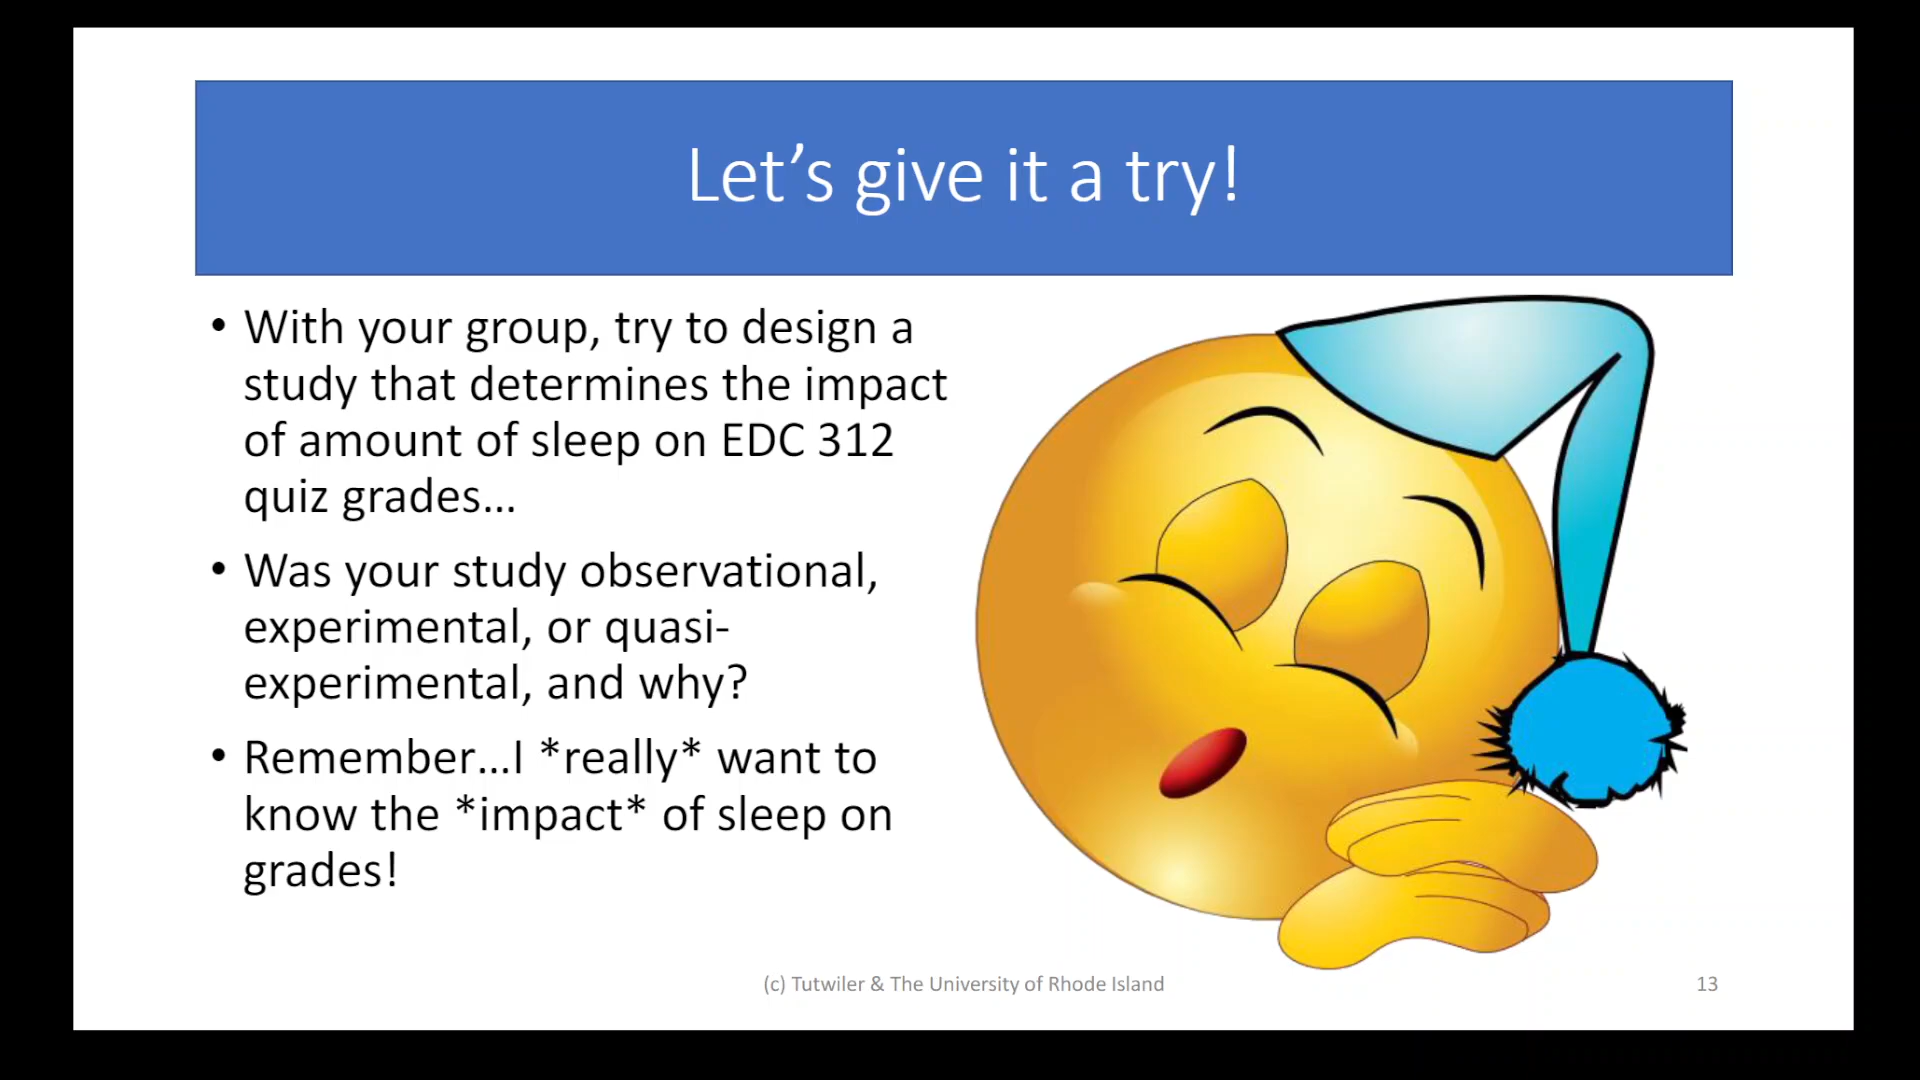 Let’s give it a try!
• With your group, try to design a
study that determines the impact
of amount of sleep on EDC 312
quiz grades…
• Was your study observational,
experimental, or quasi-
experimental, and why?
• Remember…I *really* want to
know the *impact* of sleep on
grades!
(c) Tutwiler & The University of Rhode Island
13